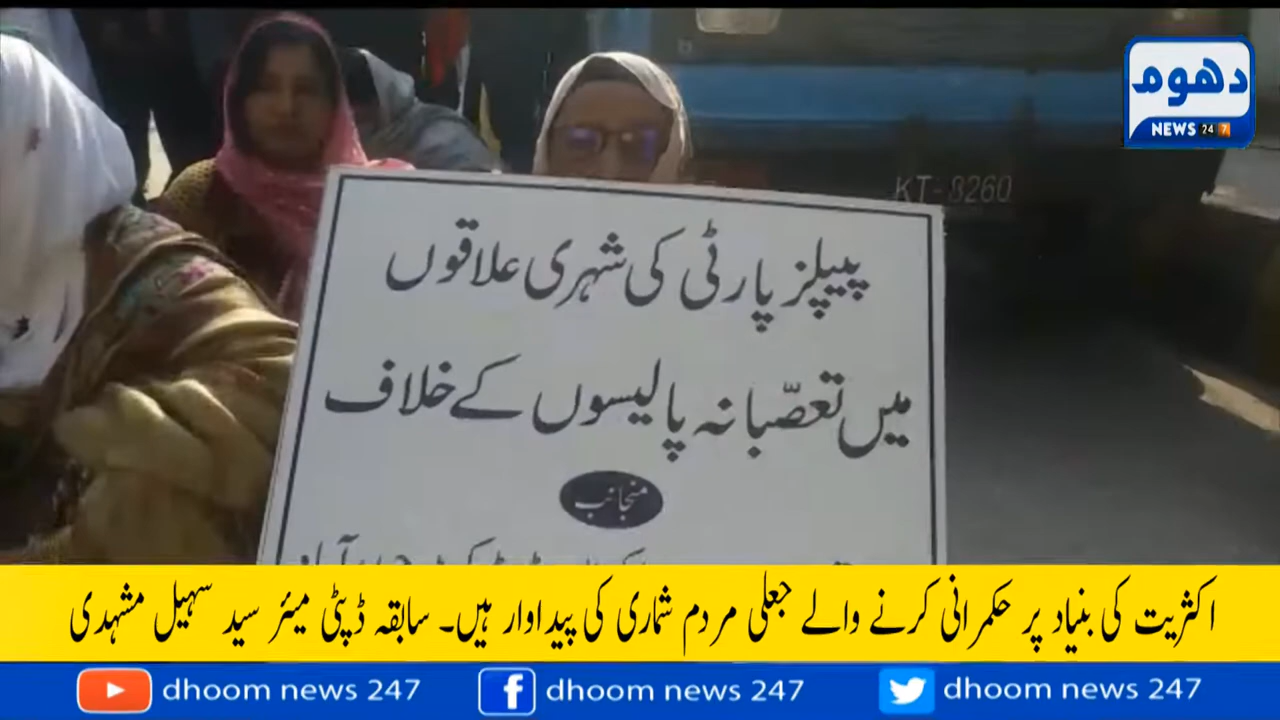 دھوم
NEWS 24 7
KT-8260
پیپلز پارٹی کی شہری علاقوں
میں تعصّبانہ پالیسوں کے خلاف
منجانب
اکثریت کی بنیاد پر حکمرانی کرنے والے جعلی مردم شماری کی پیداوار ہیں۔ سابقہ ڈپٹی میئر سید سہیل مشہدی
dhoom news 247 dhoom news 247 dhoom news 247